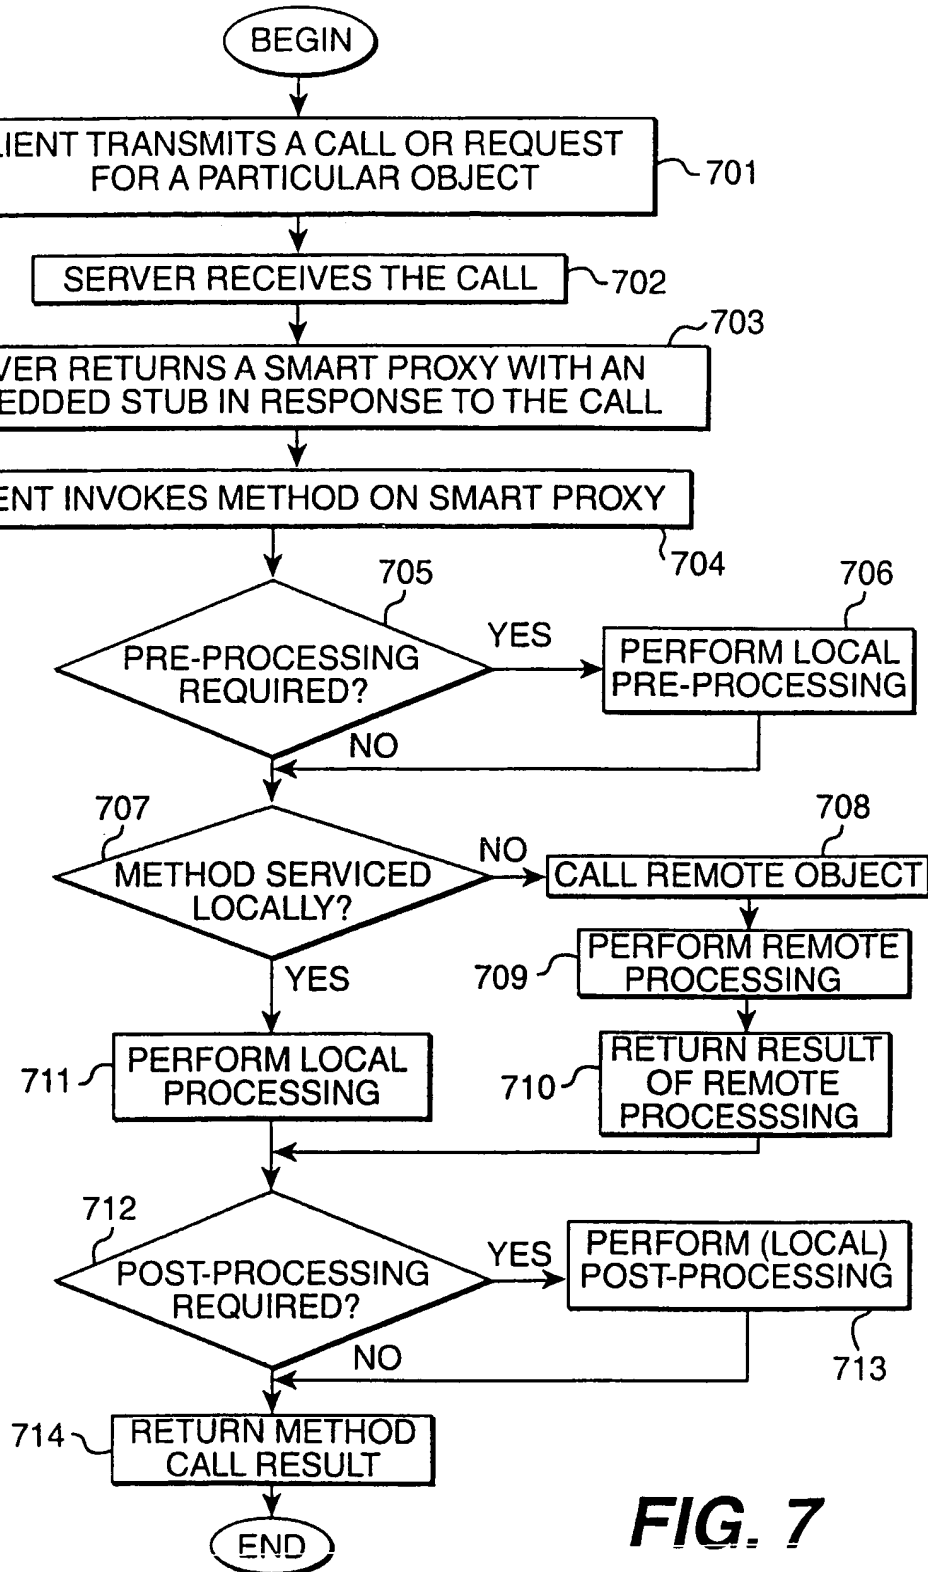 BEGIN
LIENT TRANSMITS A CALL OR REQUEST
FOR A PARTICULAR OBJECT
701
SERVER RECEIVES THE CALL
702
703
VER RETURNS A SMART PROXY WITH AN
EDDED STUB IN RESPONSE TO THE CALL
ENT INVOKES METHOD ON SMART PROXY
704
705
PRE-PROCESSING
REQUIRED?
YES
NO
706
PERFORM LOCAL
PRE-PROCESSING
707
METHOD SERVICED
LOCALLY?
NO
YES
708
CALL REMOTE OBJECT
709
PERFORM REMOTE
PROCESSING
710
RETURN RESULT
OF REMOTE
PROCESSSING
711
PERFORM LOCAL
PROCESSING
712
POST-PROCESSING
REQUIRED?
YES
NO
PERFORM (LOCAL)
POST-PROCESSING
713
714
RETURN METHOD
CALL RESULT
END
FIG. 7